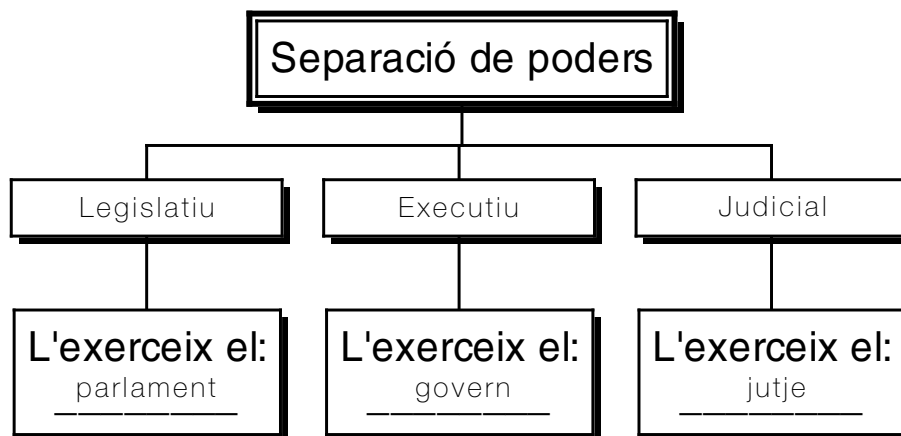 Separació de poders
Legislatiu
Executiu
Judicial
L'exerceix el:
parlament
L'exerceix el:
govern
L'exerceix el:
jutje